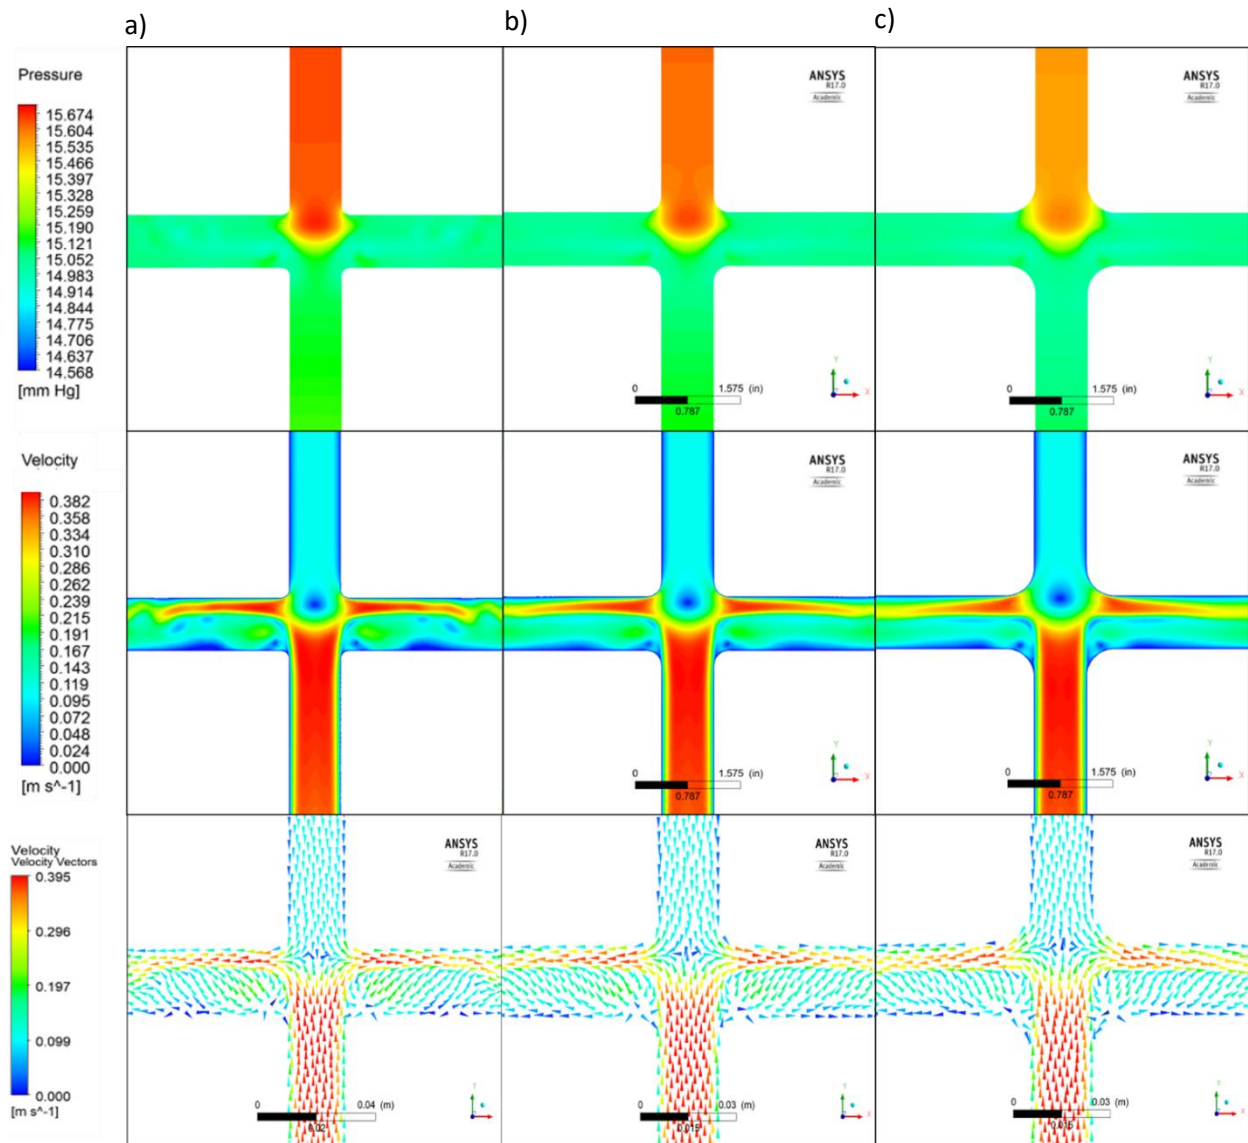 a)
b)
c)
Pressure
15.674
15.604
15.535
15.466
15.397
15.328
15.259
15.190
15.121
15.052
14.983
14.914
14.844
14.775
14.706
14.637
14.568
[mm Hg]
ANSYS
R17.0
Academic
0 1.575 (in)
0.787
Y
X
ANSYS
R17.0
Academic
0 1.575 (in)
0.787
Y
X
Velocity
0.382
0.358
0.334
0.310
0.286
0.262
0.239
0.215
0.191
0.167
0.143
0.119
0.095
0.072
0.048
0.024
0.000
[m s^-1]
ANSYS
R17.0
Academic
0 1.575 (in)
0.787
Y
X
ANSYS
R17.0
Academic
0 1.575 (in)
0.787
Y
X
Velocity
Velocity Vectors
0.395
0.296
0.197
0.099
0.000
[m s^-1]
ANSYS
R17.0
Academic
0 0.04 (m)
0.02
Y
X
ANSYS
R17.0
Academic
0 0.03 (m)
0.015
Y
X
ANSYS
R17.0
Academic
0 0.03 (m)
0.015
Y
X